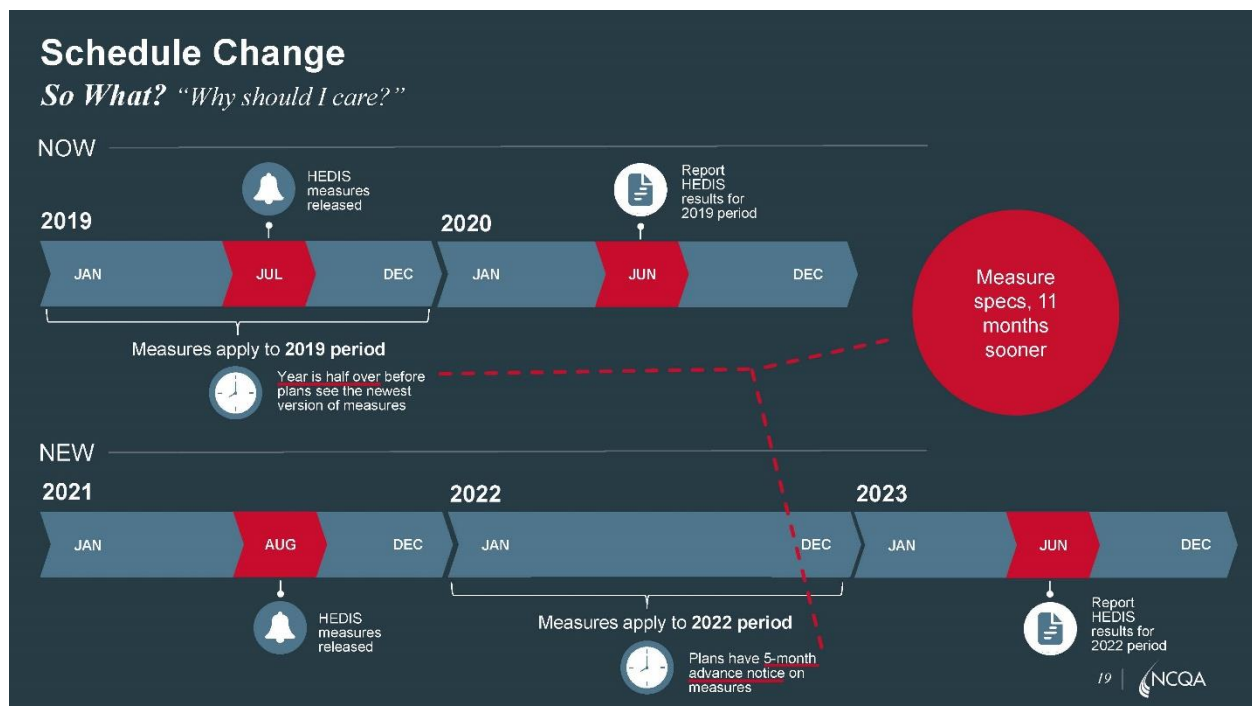 Schedule Change
So What? “Why should I care?”
NOW
HEDIS
measures
released
Report
HEDIS
results for
2019 period
2019
2020
JAN
JUL
DEC
JAN
JUN
DEC
Measures apply to 2019 period
Year is half over before
plans see the newest
version of measures
Measure
specs, 11
months
sooner
NEW
2021
2022
2023
JAN
AUG
DEC
JAN
DEC
JAN
JUN
DEC
HEDIS
measures
released
Measures apply to 2022 period
Plans have 5-month
advance notice on
measures
Report
HEDIS
results for
2022 period
19 | NCQA